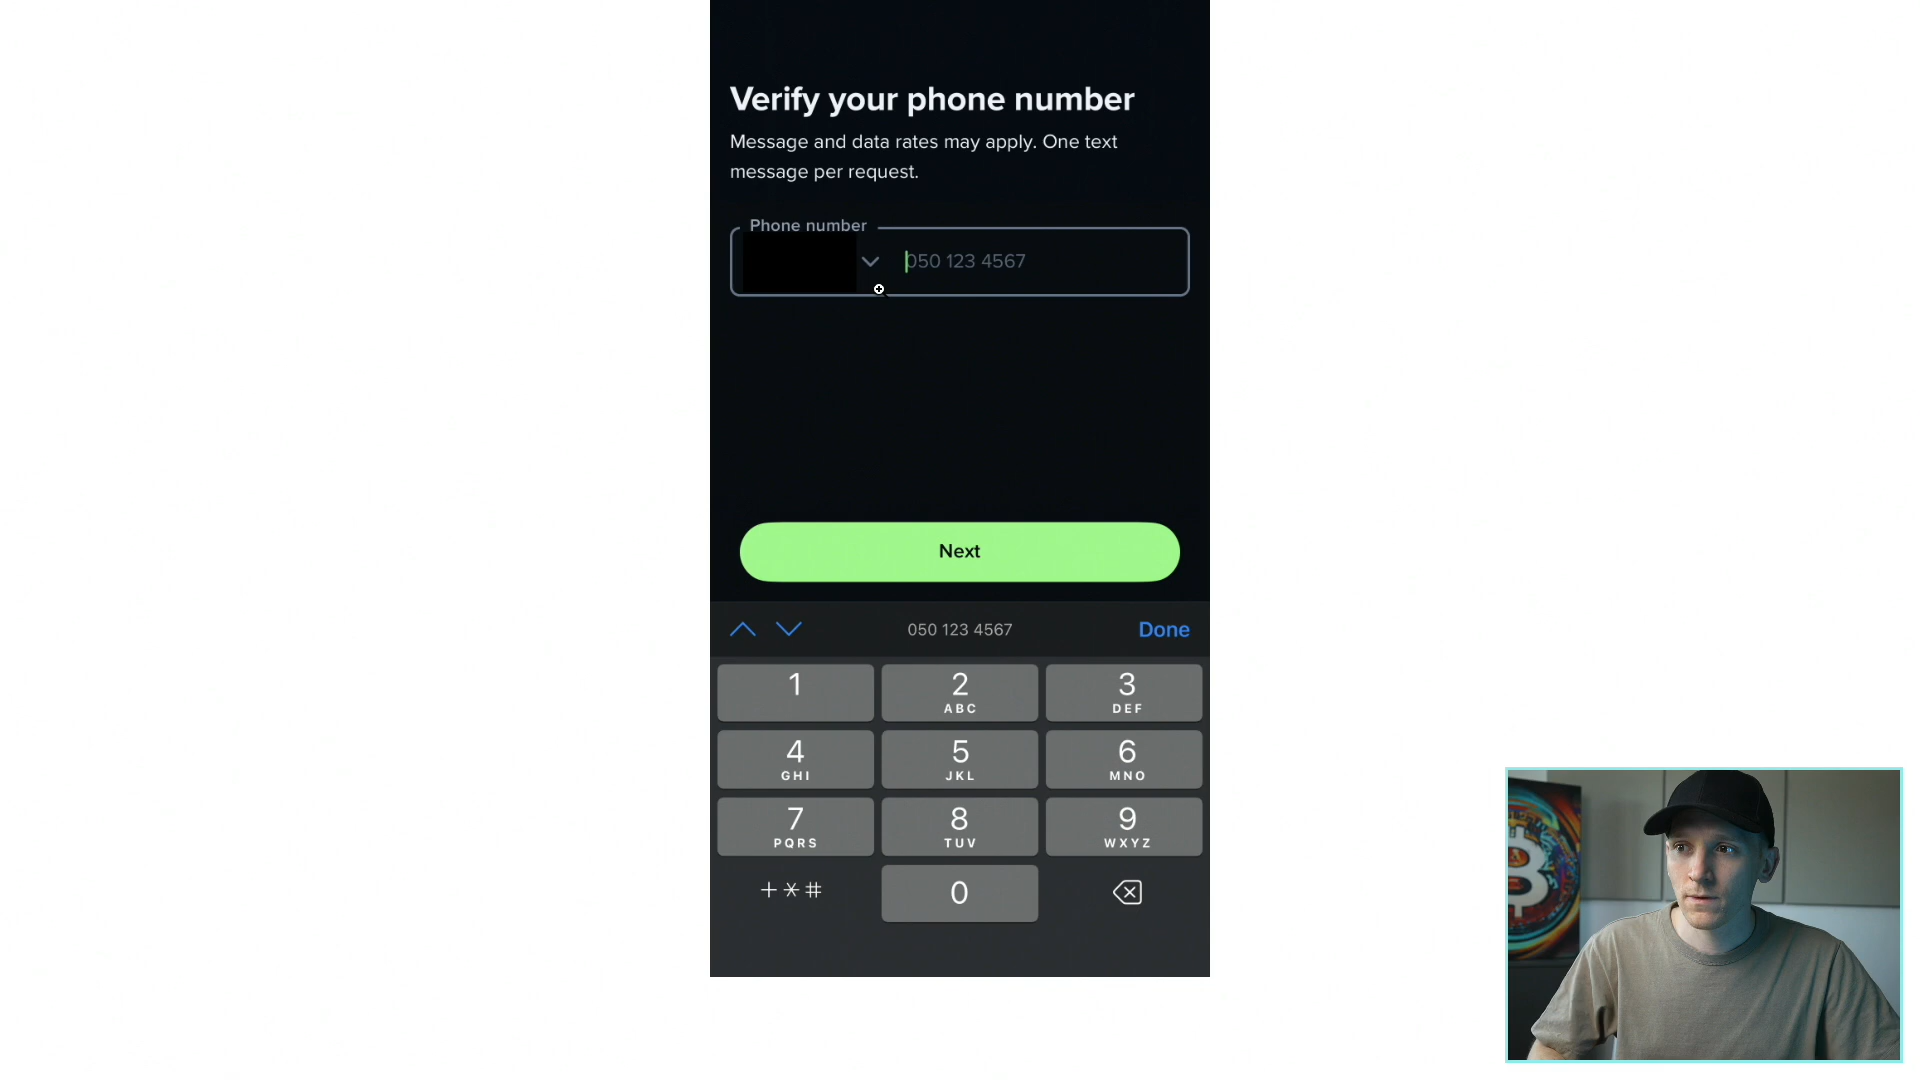 Verify your phone number
Message and data rates may apply. One text
message per request.
Phone number
050 123 4567
Next
050 123 4567
Done
1
2
ABC
3
DEF
4
GHI
5
JKL
6
MNO
7
PQRS
8
TUV
9
WXYZ
+*#
0